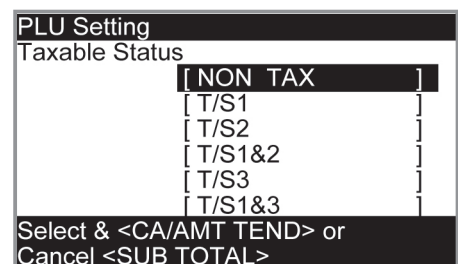 PLU Setting
Taxable Status
[ NON TAX ]
[ T/S1 ]
[ T/S2 ]
[ T/S1&2 ]
[ T/S3 ]
[ T/S1&3 ]
Select & <CA/AMT TEND> or
Cancel <SUB TOTAL>